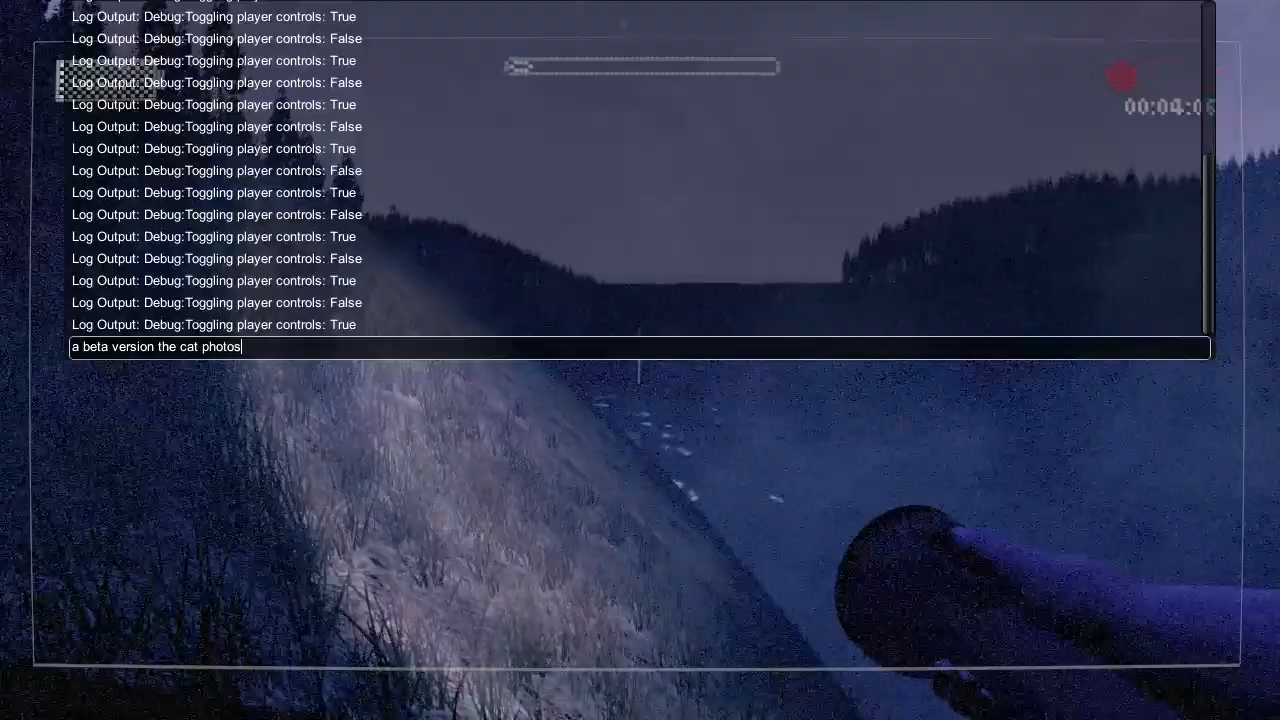 Log Output: Debug:Toggling player controls: True
Log Output: Debug:Toggling player controls: False
Log Output: Debug:Toggling player controls: True
Log Output: Debug:Toggling player controls: False
Log Output: Debug:Toggling player controls: True
Log Output: Debug:Toggling player controls: False
Log Output: Debug:Toggling player controls: True
Log Output: Debug:Toggling player controls: False
Log Output: Debug:Toggling player controls: True
Log Output: Debug:Toggling player controls: False
Log Output: Debug:Toggling player controls: True
Log Output: Debug:Toggling player controls: False
Log Output: Debug:Toggling player controls: True
Log Output: Debug:Toggling player controls: False
Log Output: Debug:Toggling player controls: True
a beta version the cat photos